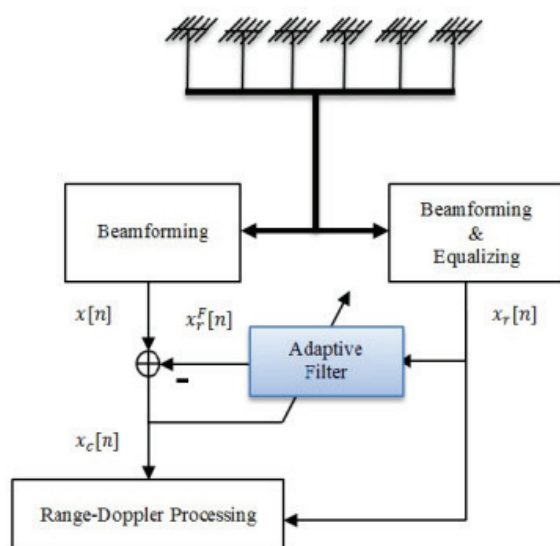 Beamforming
Beamforming
&
Equalizing
x[n]
x_r^F[n]
x_r[n]
Adaptive
Filter
-
x_c[n]
Range-Doppler Processing